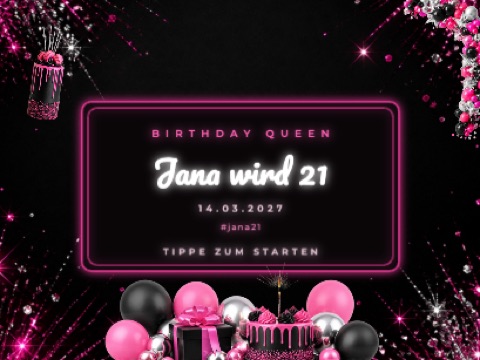 BIRTHDAY QUEEN
Jana wird 21
14.03.2027
#jana21
TIPPE ZUM STARTEN